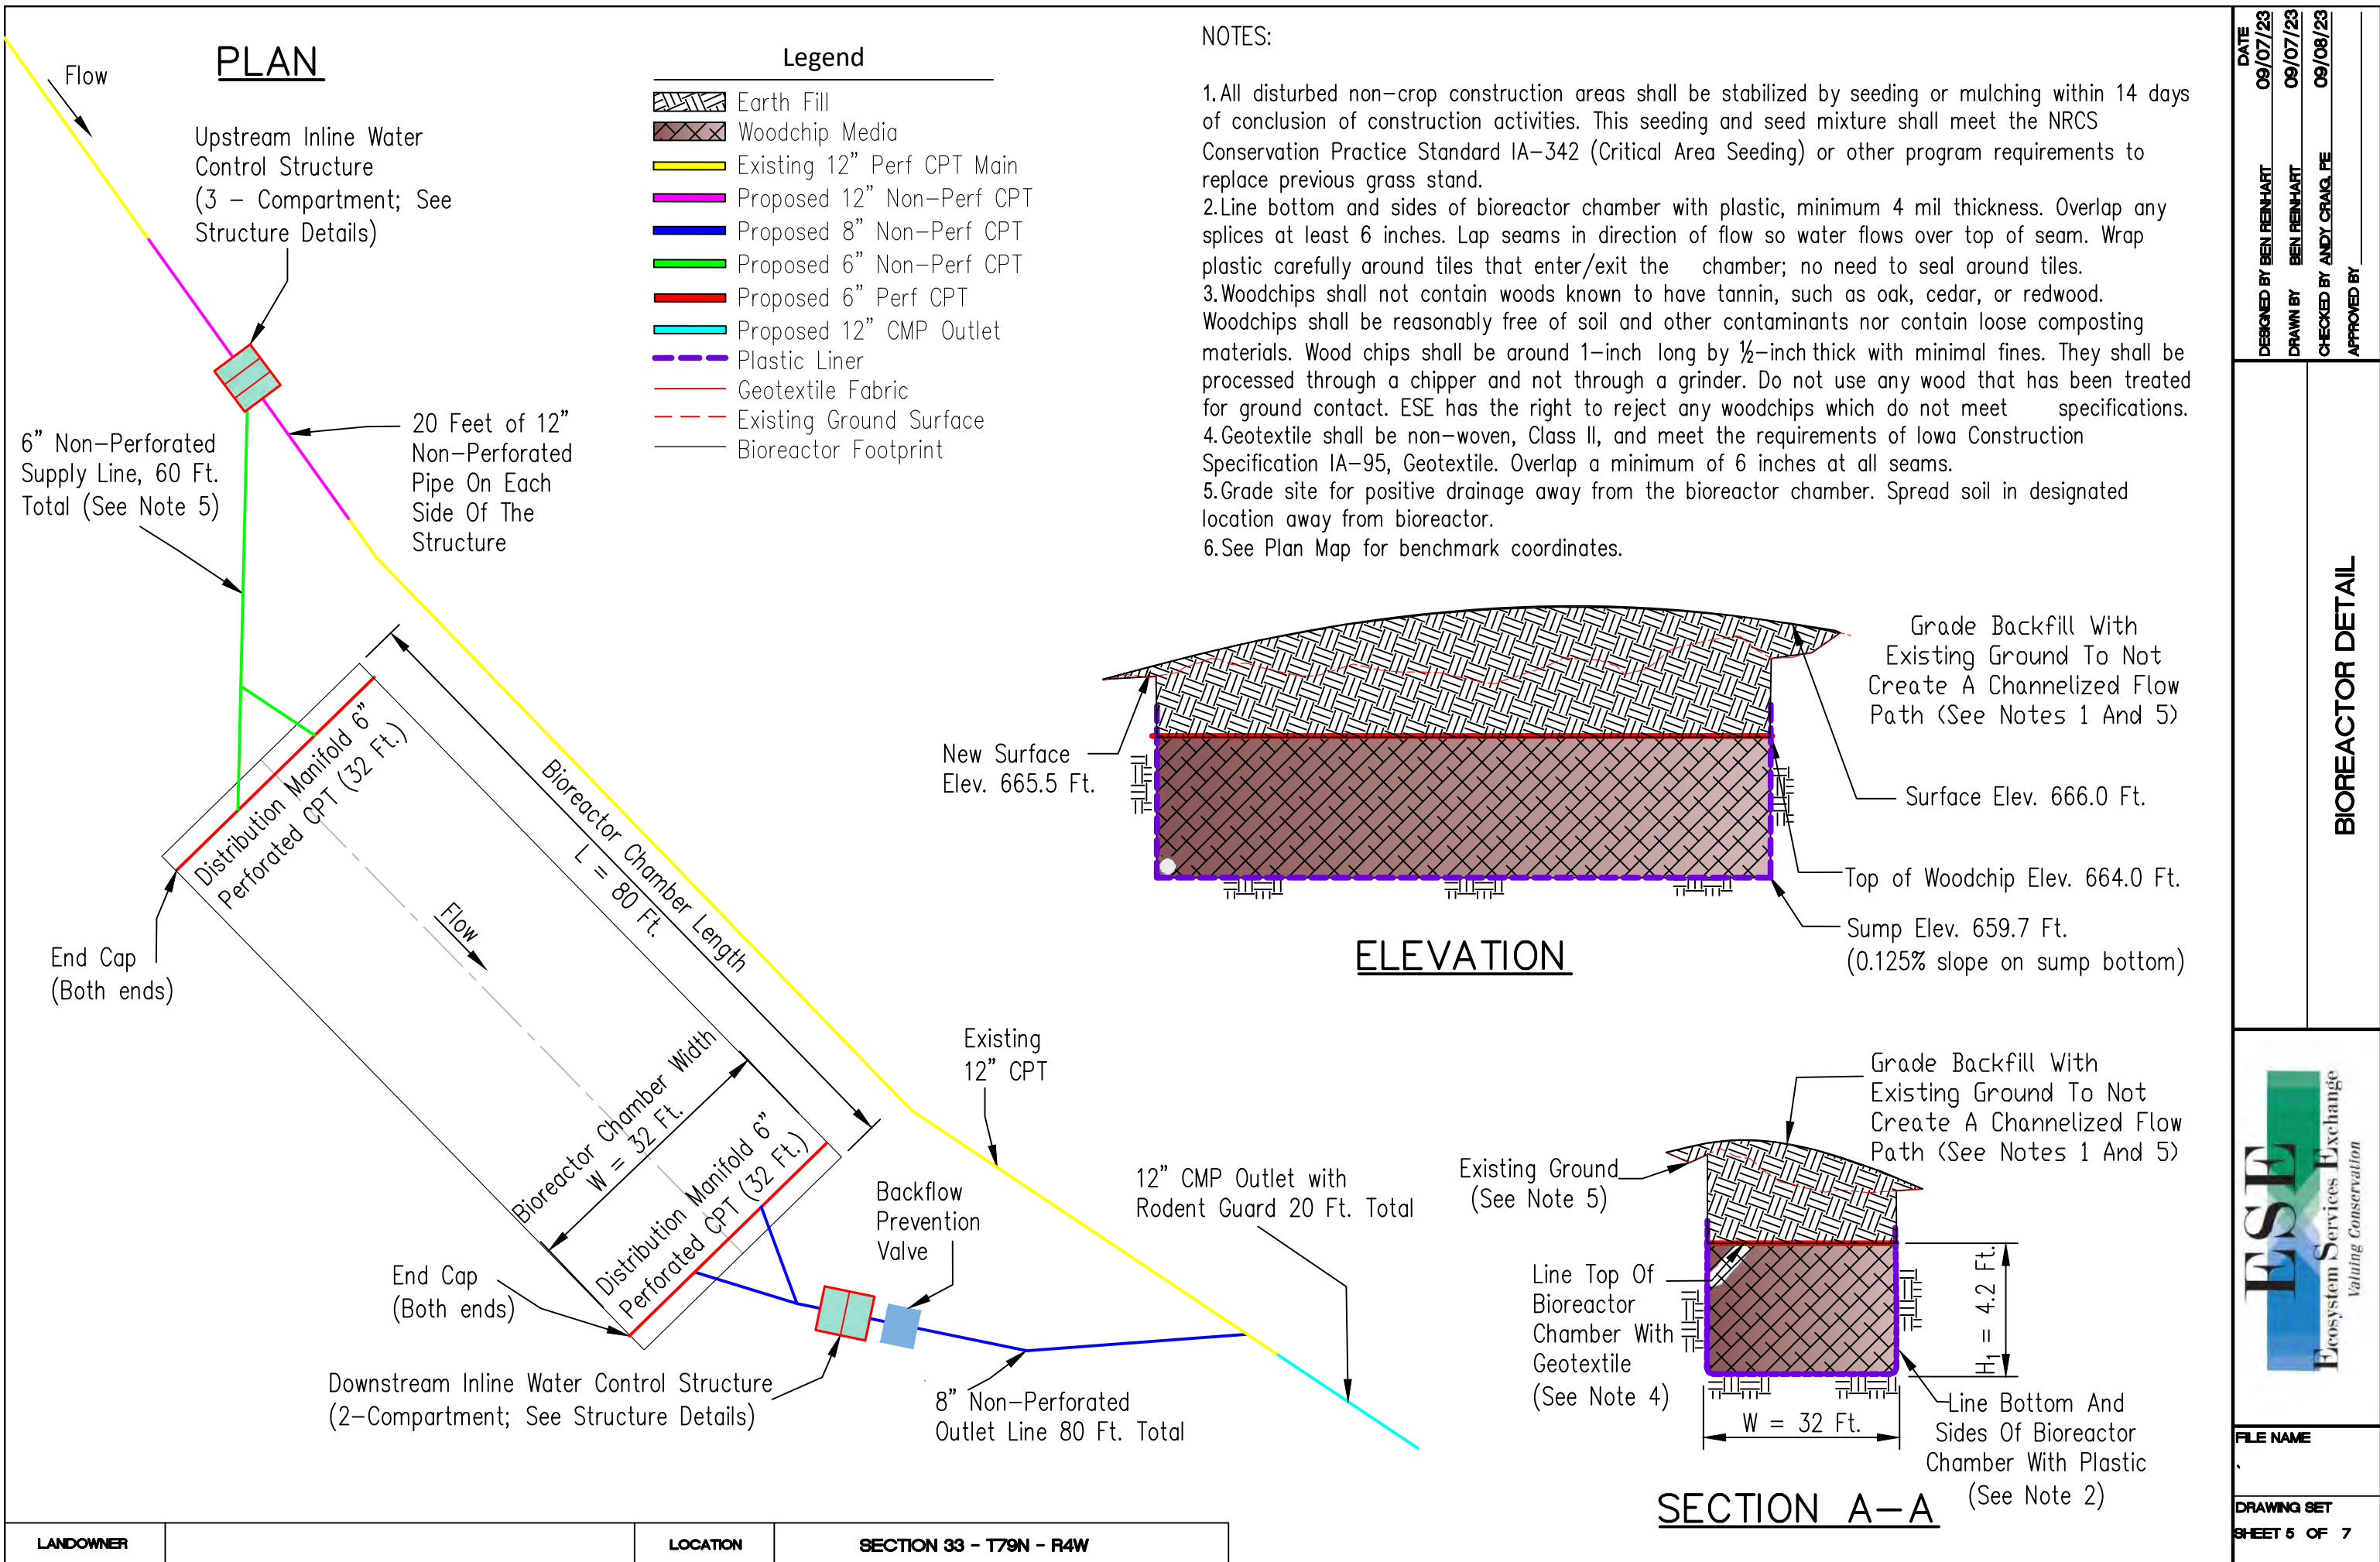 PLAN
Flow
Upstream Inline Water
Control Structure
(3 – Compartment; See
Structure Details)
6” Non–Perforated
Supply Line, 60 Ft.
Total (See Note 5)
20 Feet of 12”
Non–Perforated
Pipe On Each
Side Of The
Structure
Legend
Earth Fill
Woodchip Media
Existing 12” Perf CPT Main
Proposed 12” Non–Perf CPT
Proposed 8” Non–Perf CPT
Proposed 6” Non–Perf CPT
Proposed 6” Perf CPT
Proposed 12” CMP Outlet
Plastic Liner
Geotextile Fabric
Existing Ground Surface
Bioreactor Footprint
NOTES:
1. All disturbed non–crop construction areas shall be stabilized by seeding or mulching within 14 days
of conclusion of construction activities. This seeding and seed mixture shall meet the NRCS
Conservation Practice Standard IA–342 (Critical Area Seeding) or other program requirements to
replace previous grass stand.
2. Line bottom and sides of bioreactor chamber with plastic, minimum 4 mil thickness. Overlap any
splices at least 6 inches. Lap seams in direction of flow so water flows over top of seam. Wrap
plastic carefully around tiles that enter/exit the chamber; no need to seal around tiles.
3. Woodchips shall not contain woods known to have tannin, such as oak, cedar, or redwood.
Woodchips shall be reasonably free of soil and other contaminants nor contain loose composting
materials. Wood chips shall be around 1–inch long by ½–inch thick with minimal fines. They shall be
processed through a chipper and not through a grinder. Do not use any wood that has been treated
for ground contact. ESE has the right to reject any woodchips which do not meet specifications.
4. Geotextile shall be non–woven, Class II, and meet the requirements of Iowa Construction
Specification IA–95, Geotextile. Overlap a minimum of 6 inches at all seams.
5. Grade site for positive drainage away from the bioreactor chamber. Spread soil in designated
location away from bioreactor.
6. See Plan Map for benchmark coordinates.
Distribution Manifold 6”
Perforated CPT (32 Ft.)
End Cap
(Both ends)
Flow
Bioreactor Chamber Length
L = 80 Ft.
Bioreactor Chamber Width
W = 32 Ft.
Distribution Manifold 6”
Perforated CPT (32 Ft.)
End Cap
(Both ends)
Downstream Inline Water Control Structure
(2–Compartment; See Structure Details)
Backflow
Prevention
Valve
8” Non–Perforated
Outlet Line 80 Ft. Total
Existing
12” CPT
12” CMP Outlet with
Rodent Guard 20 Ft. Total
New Surface
Elev. 665.5 Ft.
Grade Backfill With
Existing Ground To Not
Create A Channelized Flow
Path (See Notes 1 And 5)
Surface Elev. 666.0 Ft.
Top of Woodchip Elev. 664.0 Ft.
Sump Elev. 659.7 Ft.
(0.125% slope on sump bottom)
ELEVATION
Existing Ground
(See Note 5)
Grade Backfill With
Existing Ground To Not
Create A Channelized Flow
Path (See Notes 1 And 5)
Line Top Of
Bioreactor
Chamber With
Geotextile
(See Note 4)
H1 = 4.2 Ft.
W = 32 Ft.
Line Bottom And
Sides Of Bioreactor
Chamber With Plastic
(See Note 2)
SECTION A–A
LANDOWNER
LOCATION
SECTION 33 - T79N - R4W
DATE
DESIGNED BY BEN REINHART 09/07/23
DRAWN BY BEN REINHART 09/07/23
CHECKED BY ANDY CRAIG, PE 09/08/23
APPROVED BY
BIOREACTOR DETAIL
ESE
Ecosystem Services Exchange
Valuing Conservation
FILE NAME
DRAWING SET
SHEET 5 OF 7